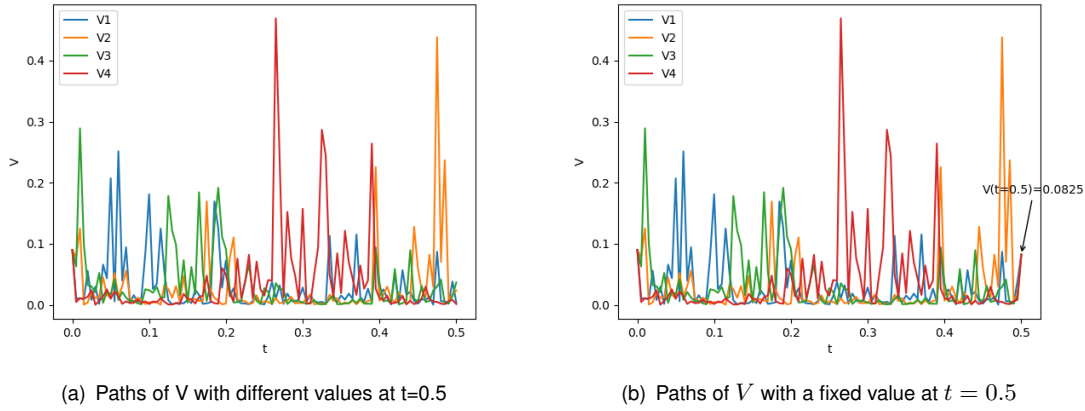 V1
V2
V3
V4
0.4
0.3
0.2
0.1
0.0
V
0.0 0.1 0.2 0.3 0.4 0.5
t
(a) Paths of V with different values at t=0.5
V1
V2
V3
V4
0.4
0.3
0.2
0.1
0.0
V
V(t=0.5)=0.0825
0.0 0.1 0.2 0.3 0.4 0.5
t
(b) Paths of V with a fixed value at t = 0.5